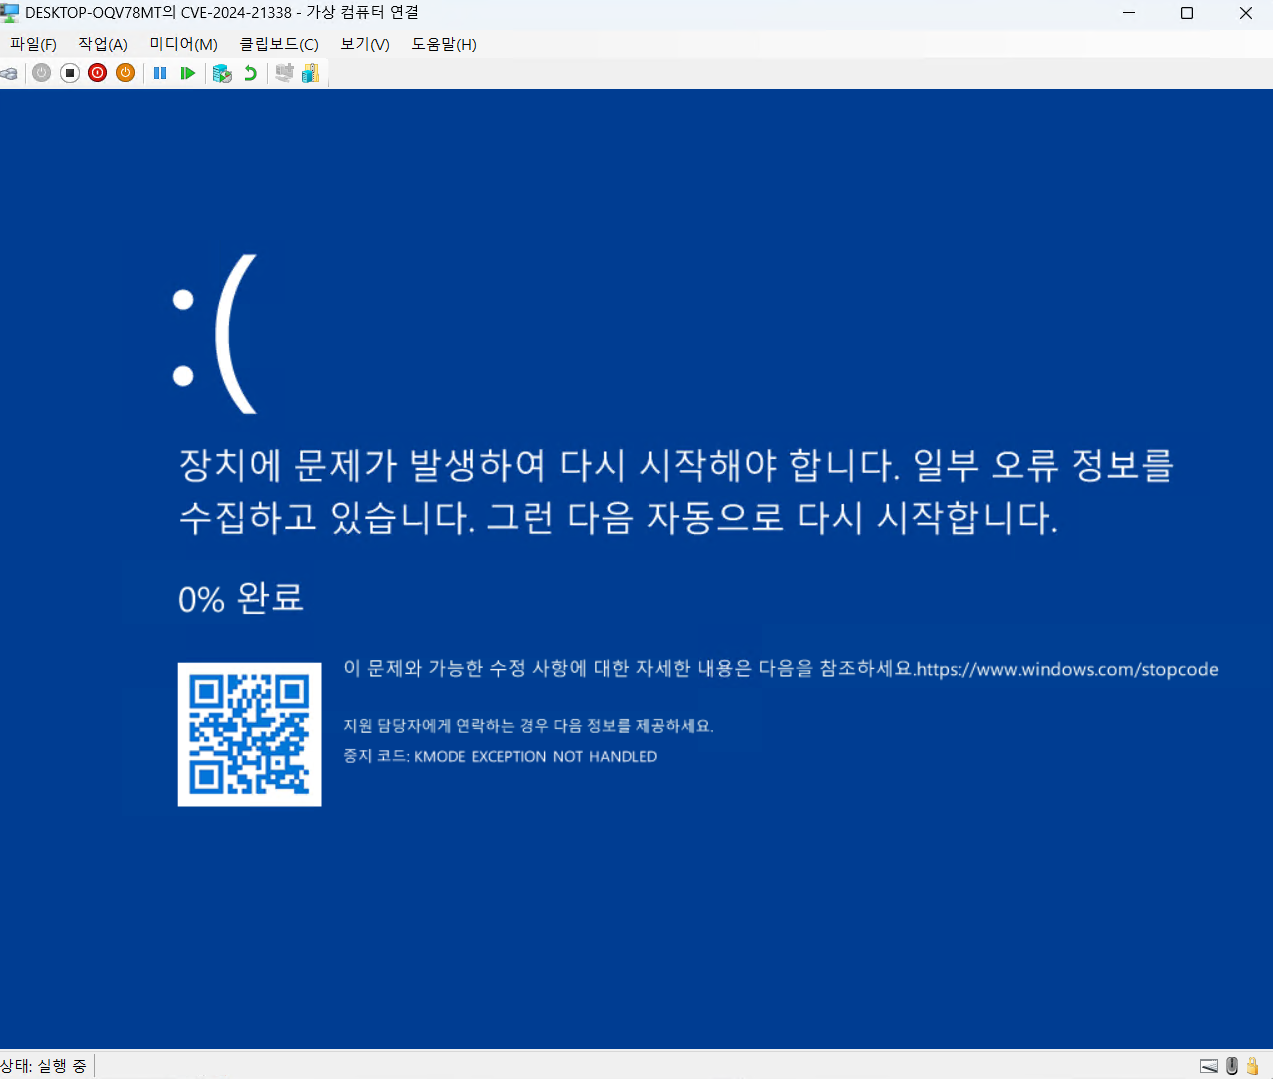 DESKTOP-OQV78MT의 CVE-2024-21338 - 가상 컴퓨터 연결
파일(F) 작업(A) 미디어(M) 클립보드(C) 보기(V) 도움말(H)
:(
장치에 문제가 발생하여 다시 시작해야 합니다. 일부 오류 정보를
수집하고 있습니다. 그런 다음 자동으로 다시 시작합니다.
0% 완료
이 문제와 가능한 수정 사항에 대한 자세한 내용은 다음을 참조하세요.https://www.windows.com/stopcode
지원 담당자에게 연락하는 경우 다음 정보를 제공하세요.
중지 코드: KMODE EXCEPTION NOT HANDLED
상태: 실행 중